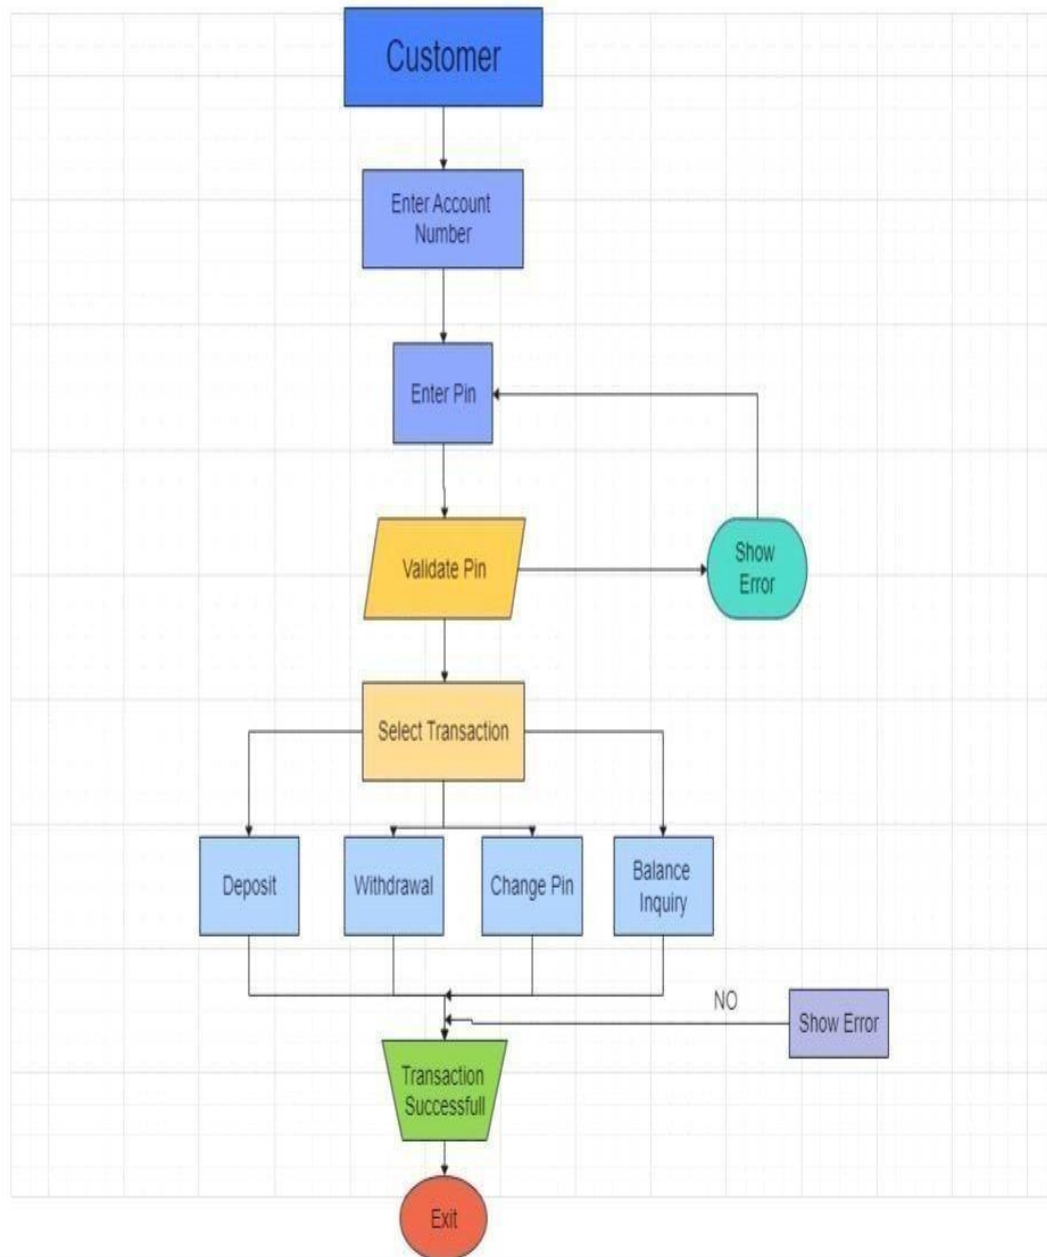 Customer
Enter Account
Number
Enter Pin
Validate Pin
Show
Error
Select Transaction
Deposit
Withdrawal
Change Pin
Balance
Inquiry
NO
Show Error
Transaction
Successfull
Exit